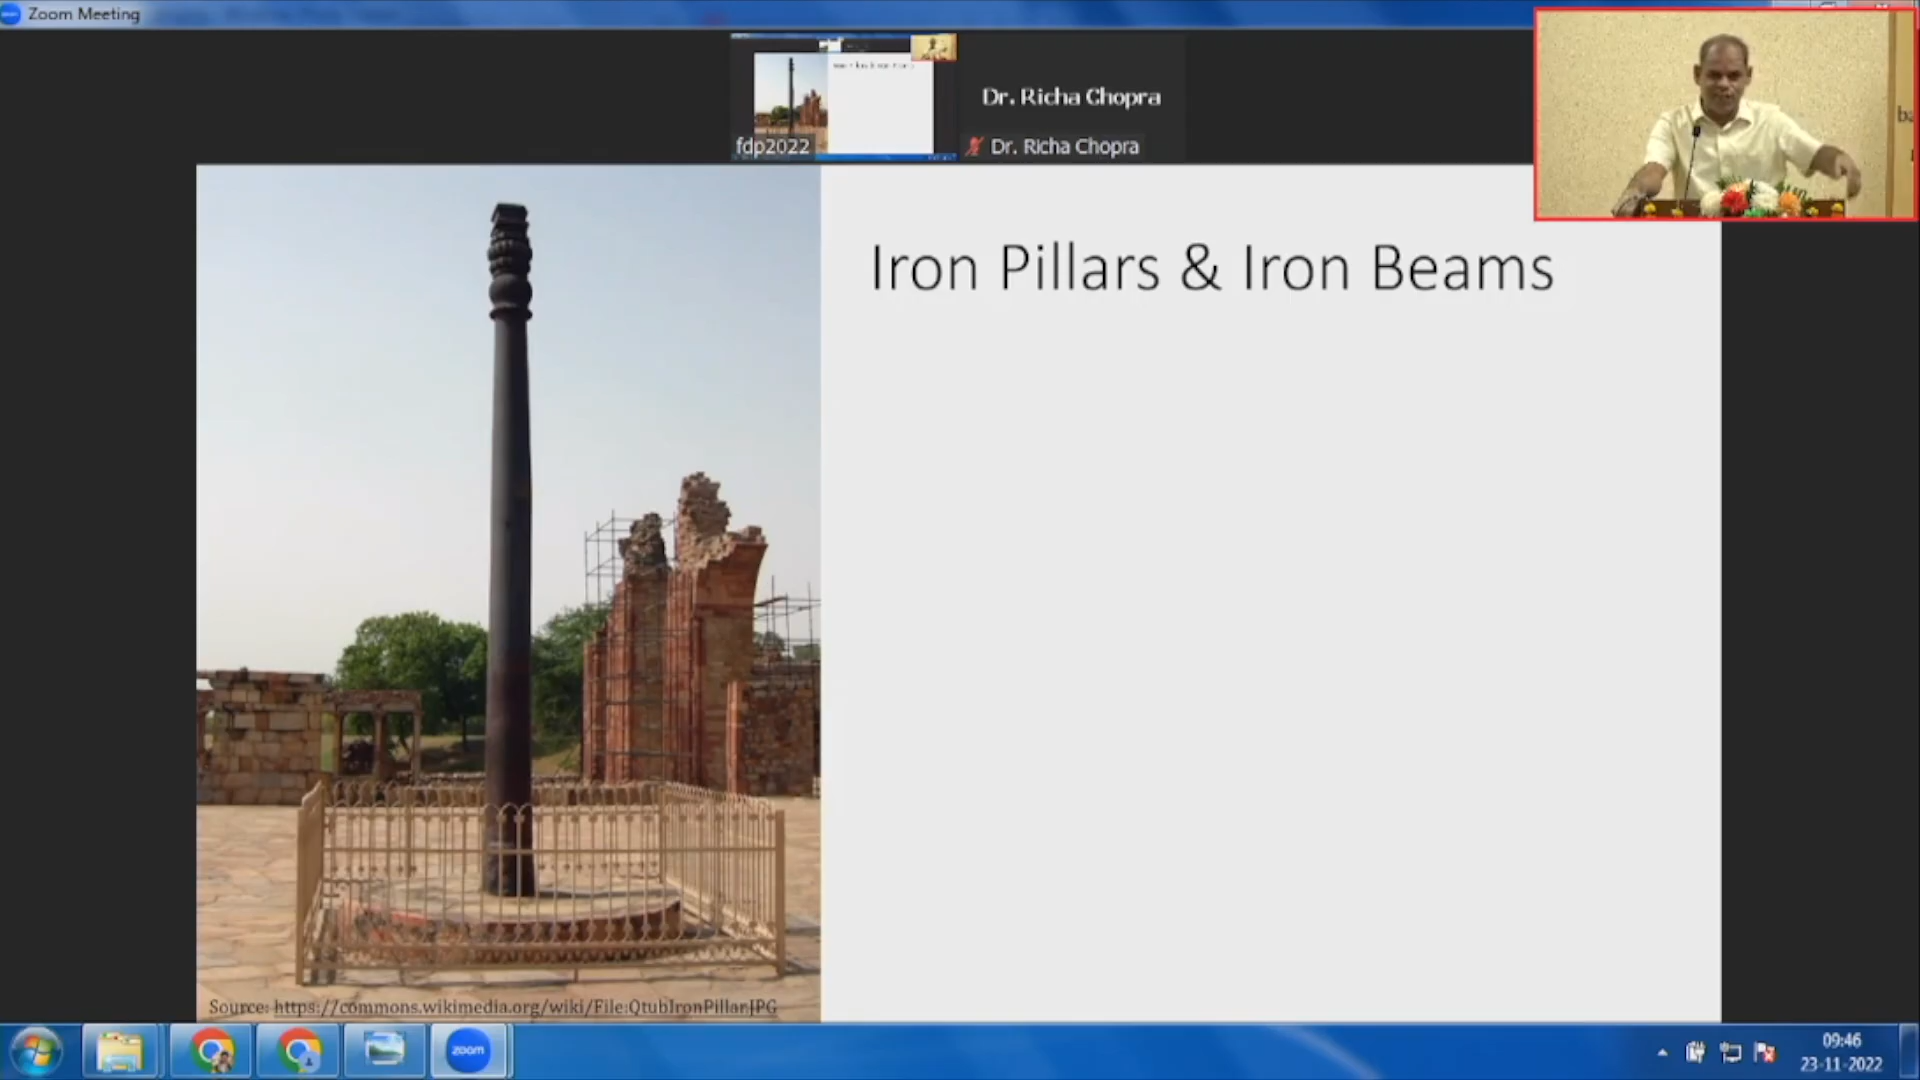 Zoom Meeting
fdp2022
Dr. Richa Chopra
Dr. Richa Chopra
Iron Pillars & Iron Beams
Source: https://commons.wikimedia.org/wiki/File:QtubIronPillar.JPG
zoom
09:46
23-11-2022